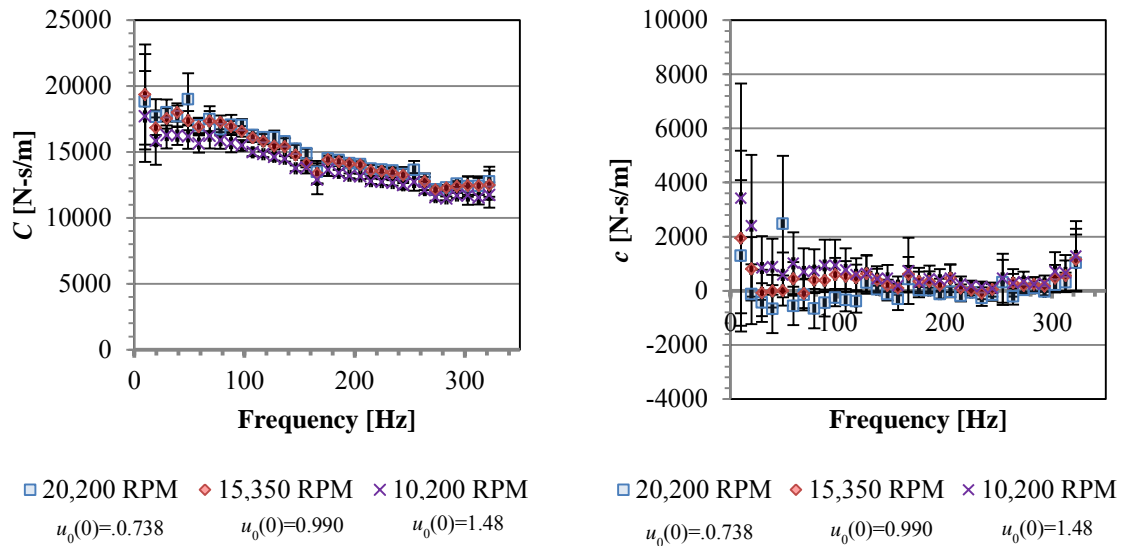 25000
20000
15000
10000
5000
0
C [N-s/m]
0 100 200 300
Frequency [Hz]
20,200 RPM 15,350 RPM 10,200 RPM
u0(0)=.0.738 u0(0)=0.990 u0(0)=1.48
10000
8000
6000
4000
2000
0
-2000
-4000
c [N-s/m]
0 100 200 300
Frequency [Hz]
20,200 RPM 15,350 RPM 10,200 RPM
u0(0)=.0.738 u0(0)=0.990 u0(0)=1.48